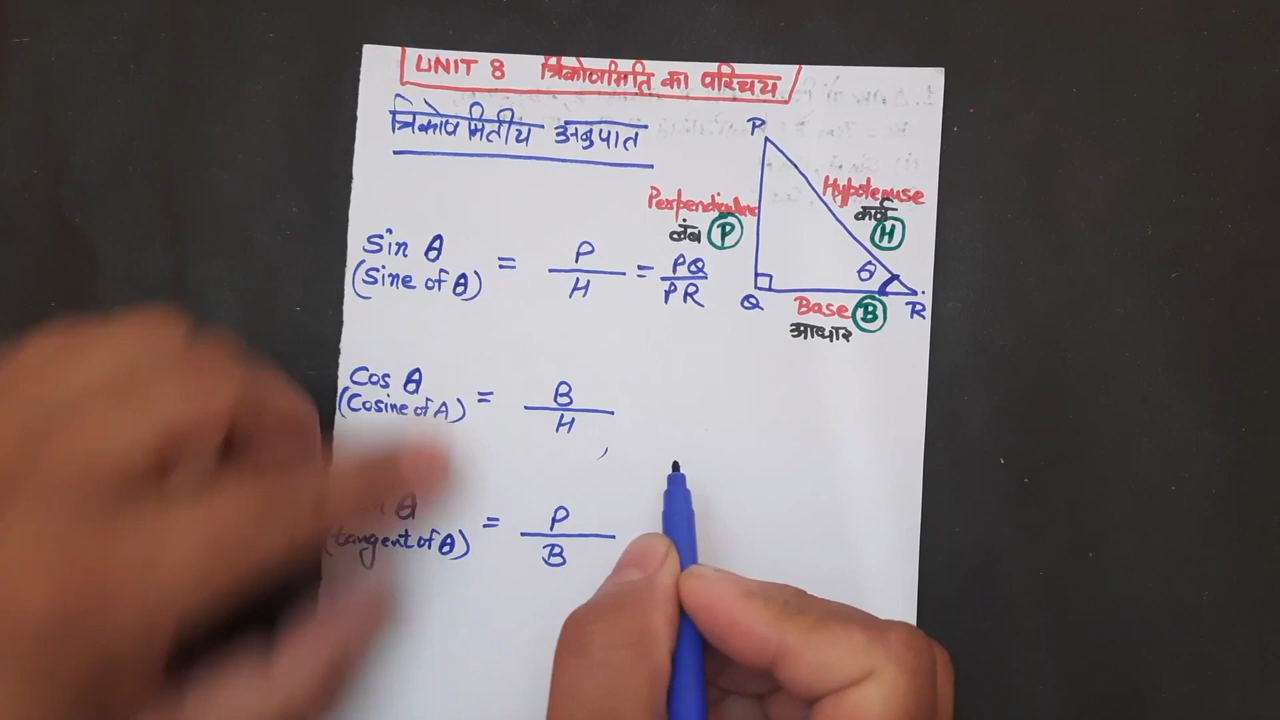 UNIT 8 त्रिकोणमिति का परिचय
त्रिकोणमितीय अनुपात
P
Perpendicular
लंब P
Hypotenuse
कर्ण
H
θ
Q
R
Base B
आधार
Sin θ
(Sine of θ)
= P/H = PQ/PR
Cos θ
(Cosine of A)
= B/H
θ
(tangent of θ)
= P/B